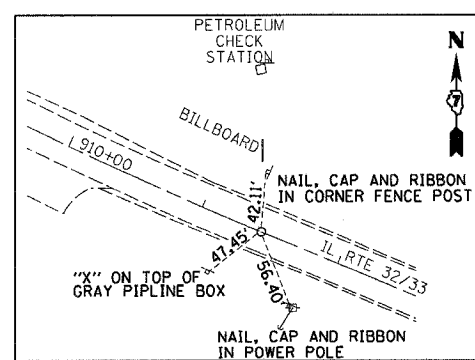 PETROLEUM
CHECK
STATION
N
7
BILLBOARD
910+00
NAIL, CAP AND RIBBON
IN CORNER FENCE POST
42.11'
47.45'
56.40'
IL RTE 32/33
"X" ON TOP OF
GRAY PIPLINE BOX
NAIL, CAP AND RIBBON
IN POWER POLE